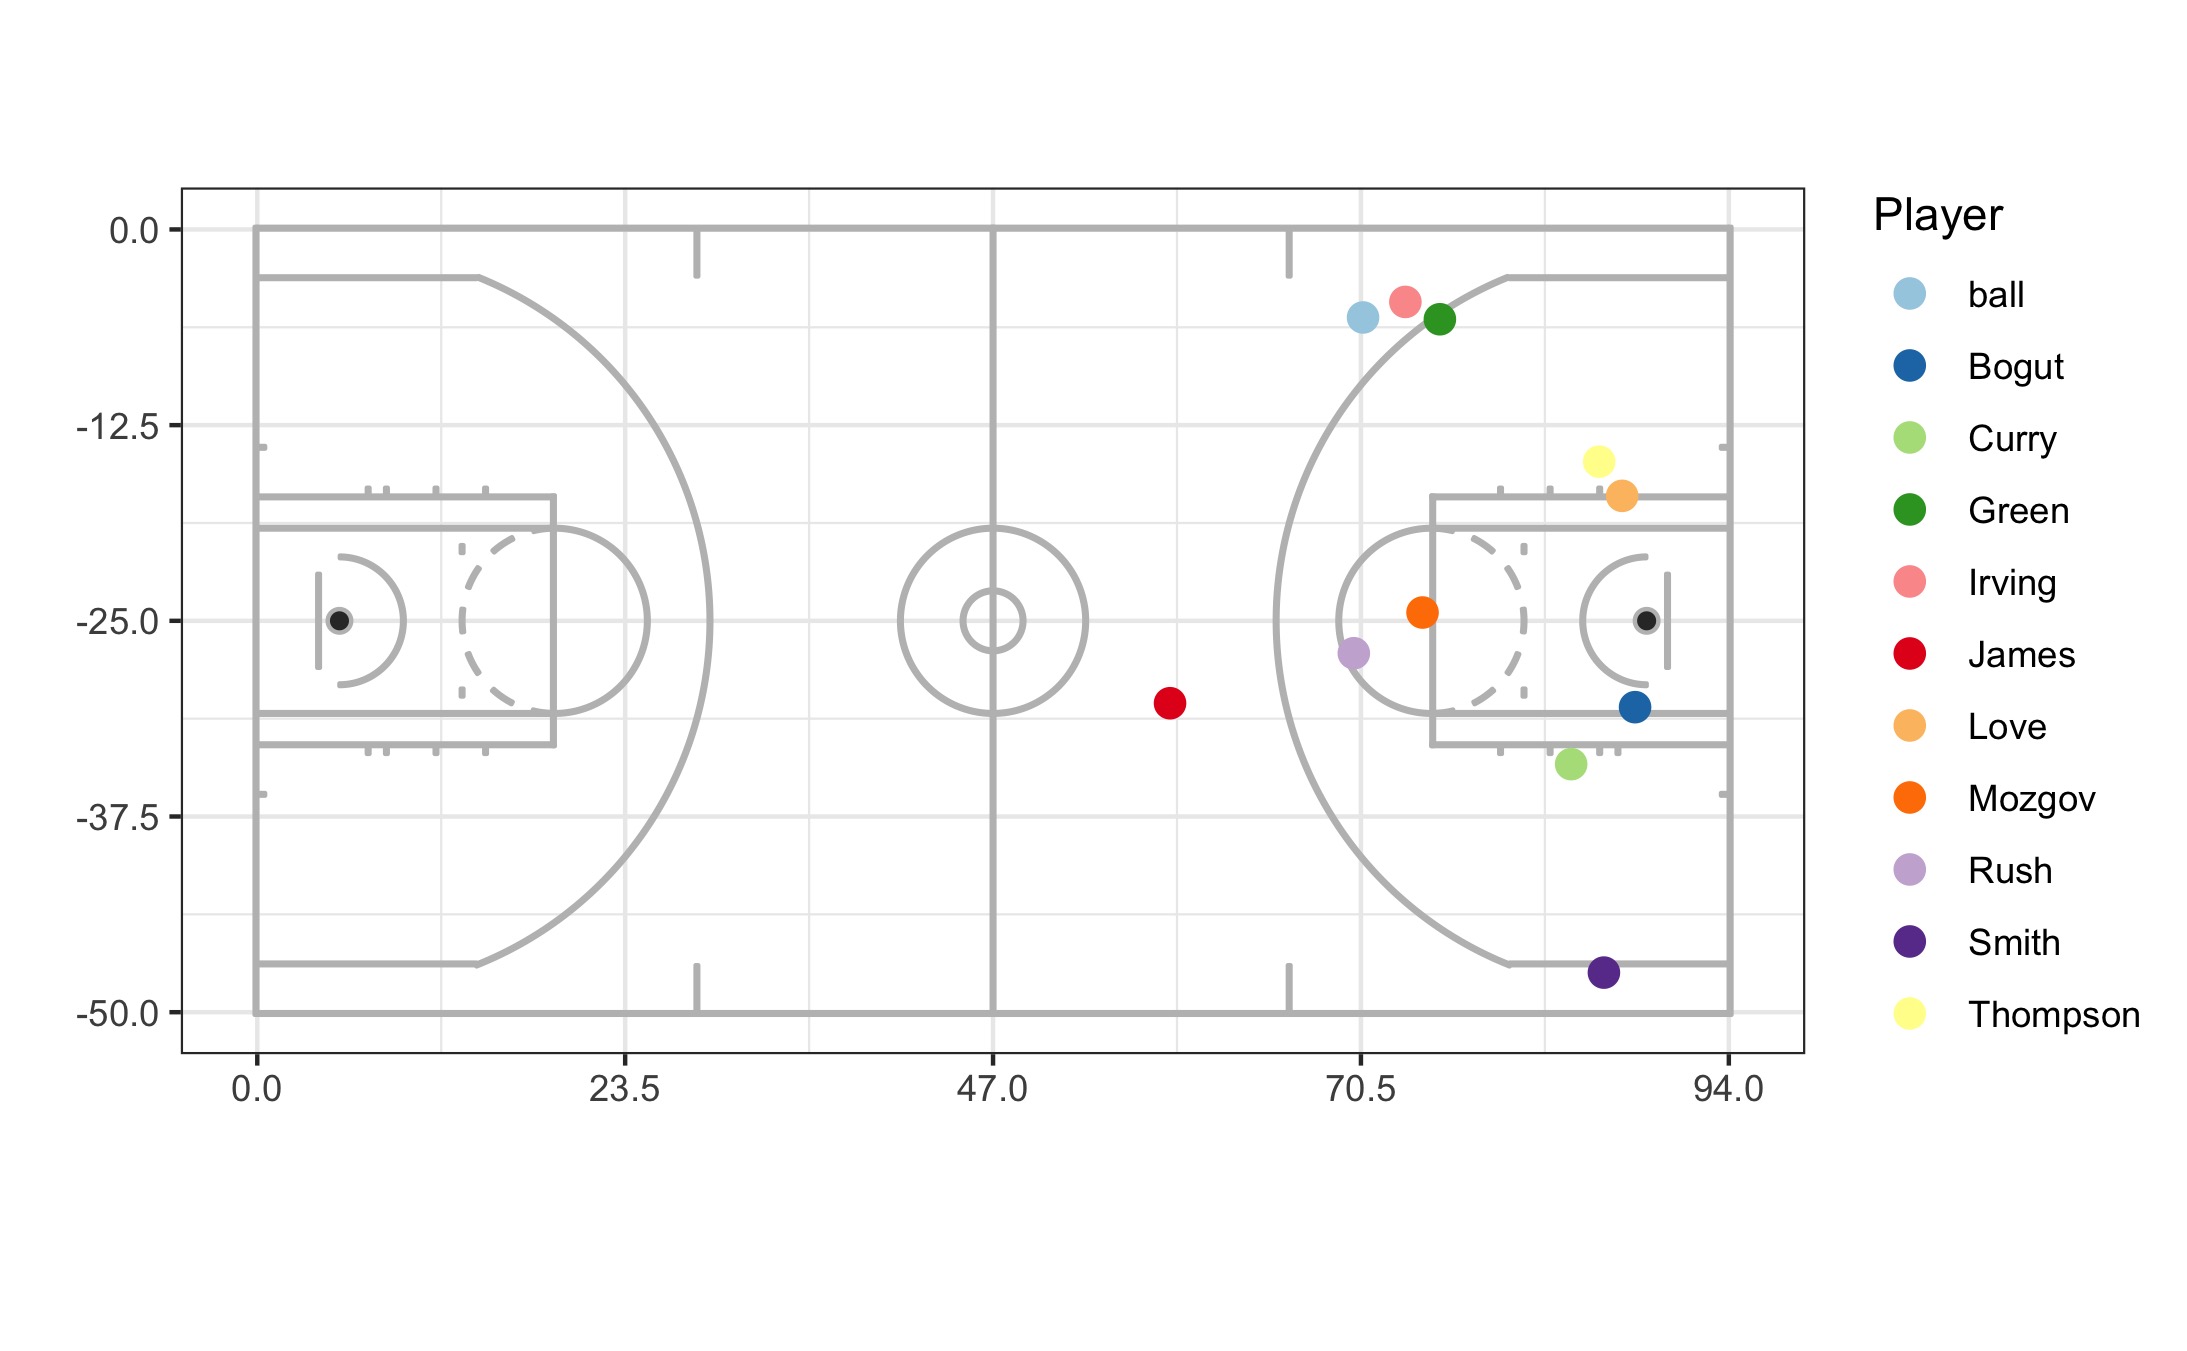 0.0
-12.5
-25.0
-37.5
-50.0
0.0
23.5
47.0
70.5
94.0
Player
ball
Bogut
Curry
Green
Irving
James
Love
Mozgov
Rush
Smith
Thompson